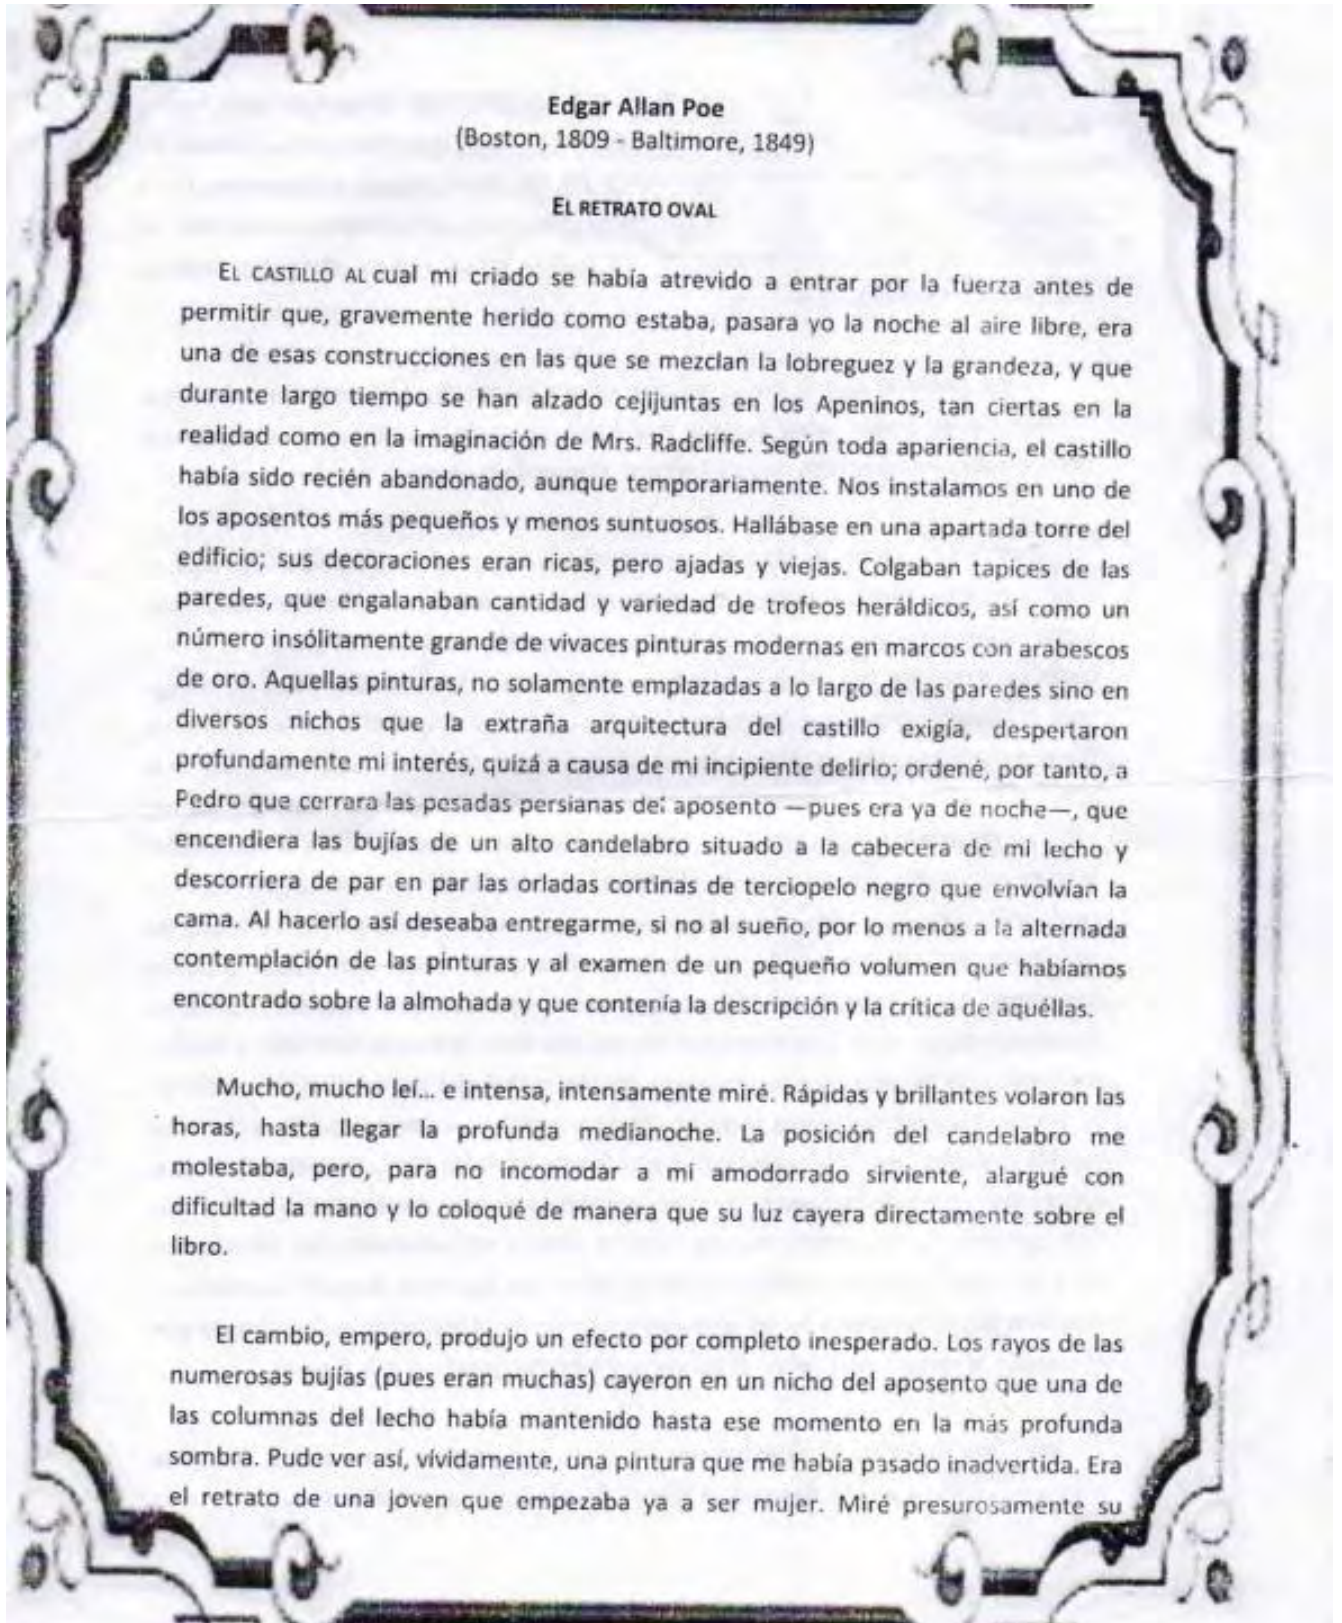 Edgar Allan Poe
(Boston, 1809 - Baltimore, 1849)
EL RETRATO OVAL
EL CASTILLO AL cual mi criado se había atrevido a entrar por la fuerza antes de
permitir que, gravemente herido como estaba, pasara yo la noche al aire libre, era
una de esas construcciones en las que se mezclan la lobreguez y la grandeza, y que
durante largo tiempo se han alzado cejijuntas en los Apeninos, tan ciertas en la
realidad como en la imaginación de Mrs. Radcliffe. Según toda apariencia, el castillo
había sido recién abandonado, aunque temporariamente. Nos instalamos en uno de
los aposentos más pequeños y menos suntuosos. Hallábase en una apartada torre del
edificio; sus decoraciones eran ricas, pero ajadas y viejas. Colgaban tapices de las
paredes, que engalanaban cantidad y variedad de trofeos heráldicos, así como un
número insólitamente grande de vivaces pinturas modernas en marcos con arabescos
de oro. Aquellas pinturas, no solamente emplazadas a lo largo de las paredes sino en
diversos nichos que la extraña arquitectura del castillo exigía, despertaron
profundamente mi interés, quizá a causa de mi incipiente delirio; ordené, por tanto, a
Pedro que cerrara las pesadas persianas del aposento —pues era ya de noche—, que
encendiera las bujías de un alto candelabro situado a la cabecera de mi lecho y
descorriera de par en par las orladas cortinas de terciopelo negro que envolvían la
cama. Al hacerlo así deseaba entregarme, si no al sueño, por lo menos a la alternada
contemplación de las pinturas y al examen de un pequeño volumen que habíamos
encontrado sobre la almohada y que contenía la descripción y la crítica de aquéllas.
Mucho, mucho leí... e intensa, intensamente miré. Rápidas y brillantes volaron las
horas, hasta llegar la profunda medianoche. La posición del candelabro me
molestaba, pero, para no incomodar a mi amodorrado sirviente, alargué con
dificultad la mano y lo coloqué de manera que su luz cayera directamente sobre el
libro.
El cambio, empero, produjo un efecto por completo inesperado. Los rayos de las
numerosas bujías (pues eran muchas) cayeron en un nicho del aposento que una de
las columnas del lecho había mantenido hasta ese momento en la más profunda
sombra. Pude ver así, vívidamente, una pintura que me había pasado inadvertida. Era
el retrato de una joven que empezaba ya a ser mujer. Miré presurosamente su